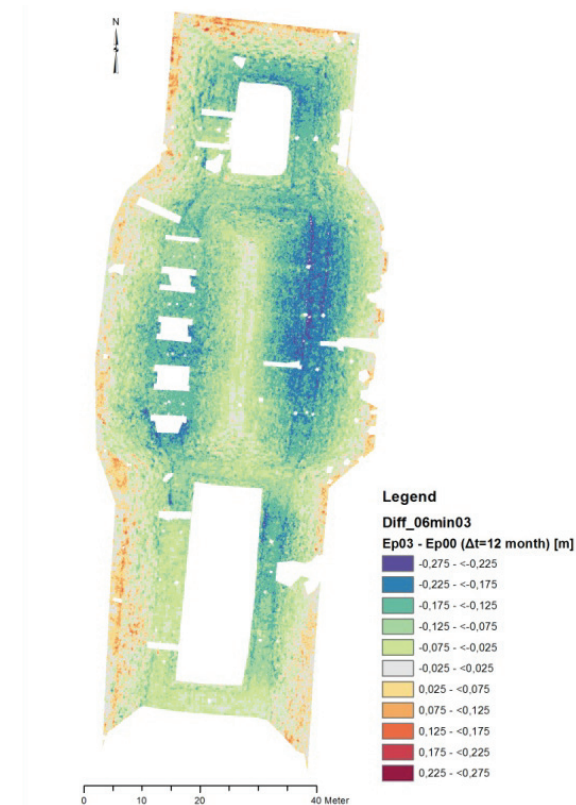 N
Legend
Diff_06min03
Ep03 - Ep00 (Δt=12 month) [m]
-0,275 - <-0,225
-0,225 - <-0,175
-0,175 - <-0,125
-0,125 - <-0,075
-0,075 - <-0,025
-0,025 - <0,025
0,025 - <0,075
0,075 - <0,125
0,125 - <0,175
0,175 - <0,225
0,225 - <0,275
0 20 40 Meter